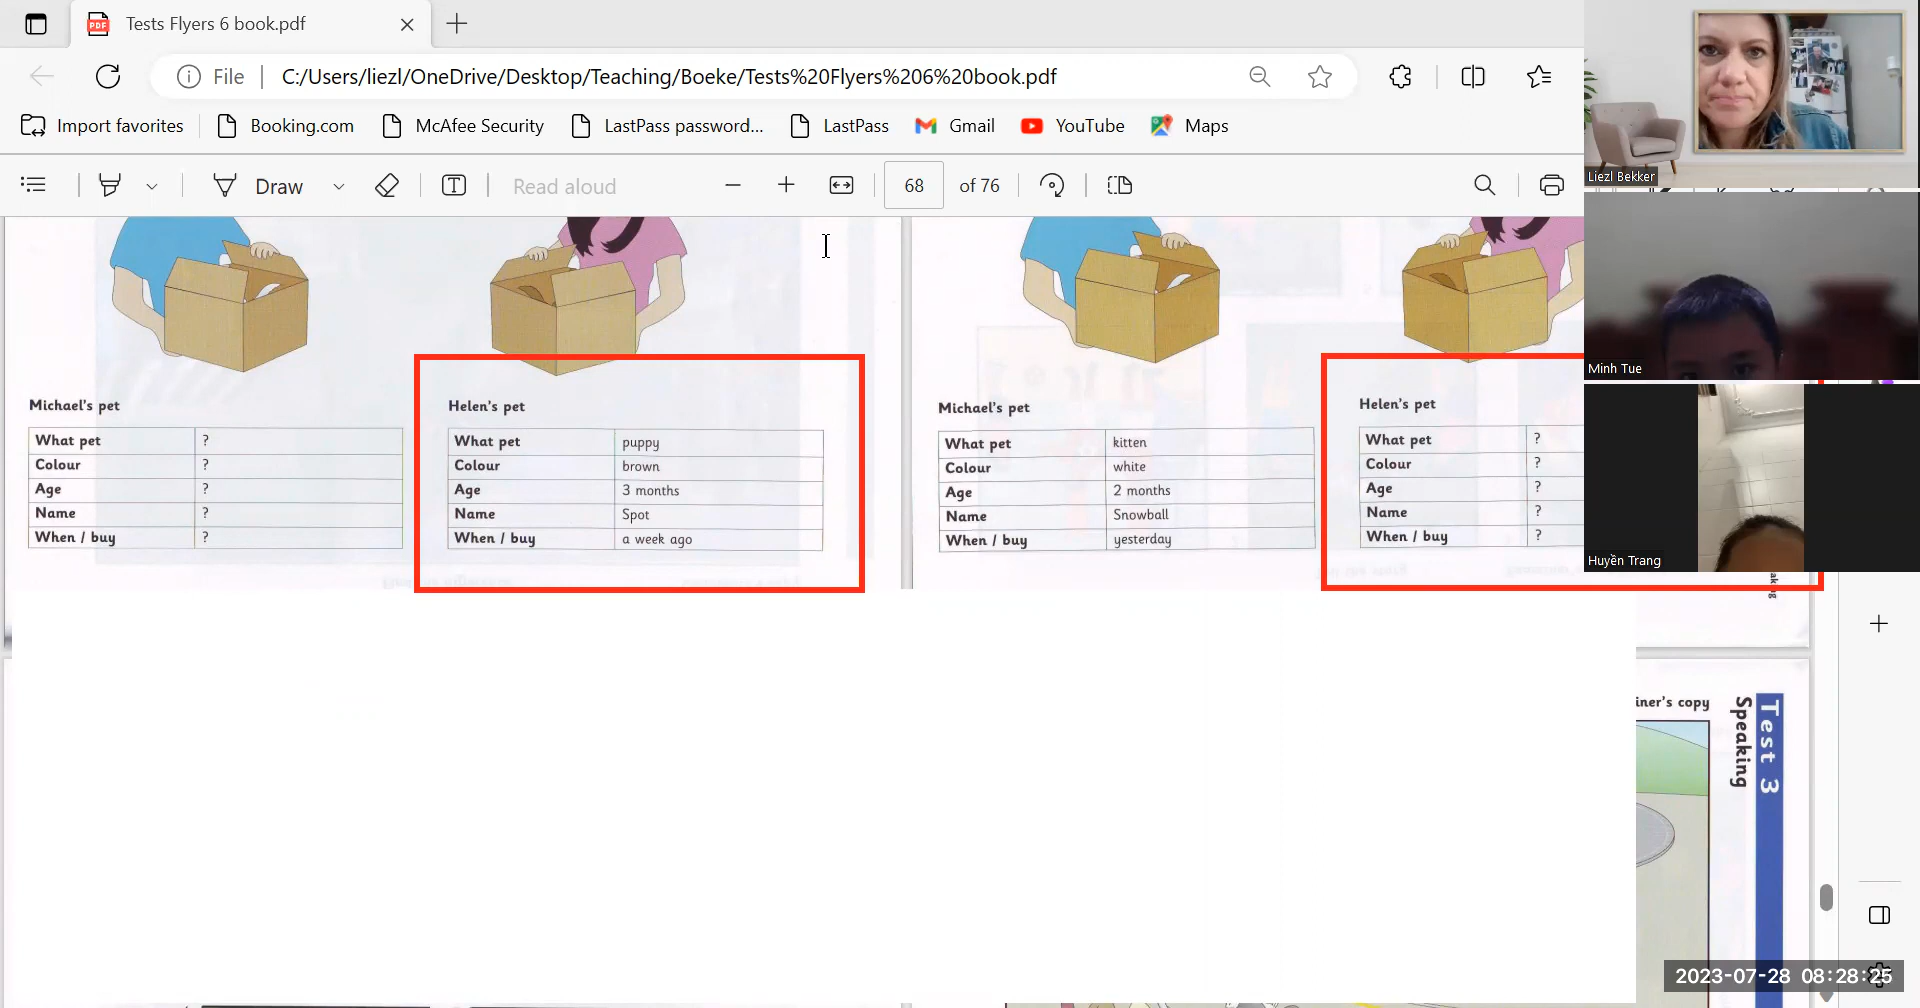 Tests Flyers 6 book.pdf
File
C:/Users/liezl/OneDrive/Desktop/Teaching/Boeke/Tests%20Flyers%206%20book.pdf
Import favorites
Booking.com
McAfee Security
LastPass password...
LastPass
Gmail
YouTube
Maps
Draw
Read aloud
68
of 76
Liezl Bekker
Minh Tue
Huyền Trang
Michael's pet
What pet ?
Colour ?
Age ?
Name ?
When / buy ?
Helen's pet
What pet puppy
Colour brown
Age 3 months
Name Spot
When / buy a week ago
Michael's pet
What pet kitten
Colour white
Age 2 months
Name Snowball
When / buy yesterday
Helen's pet
What pet ?
Colour ?
Age ?
Name ?
When / buy ?
iner's copy
Test 3
Speaking
2023-07-28 08:28:25